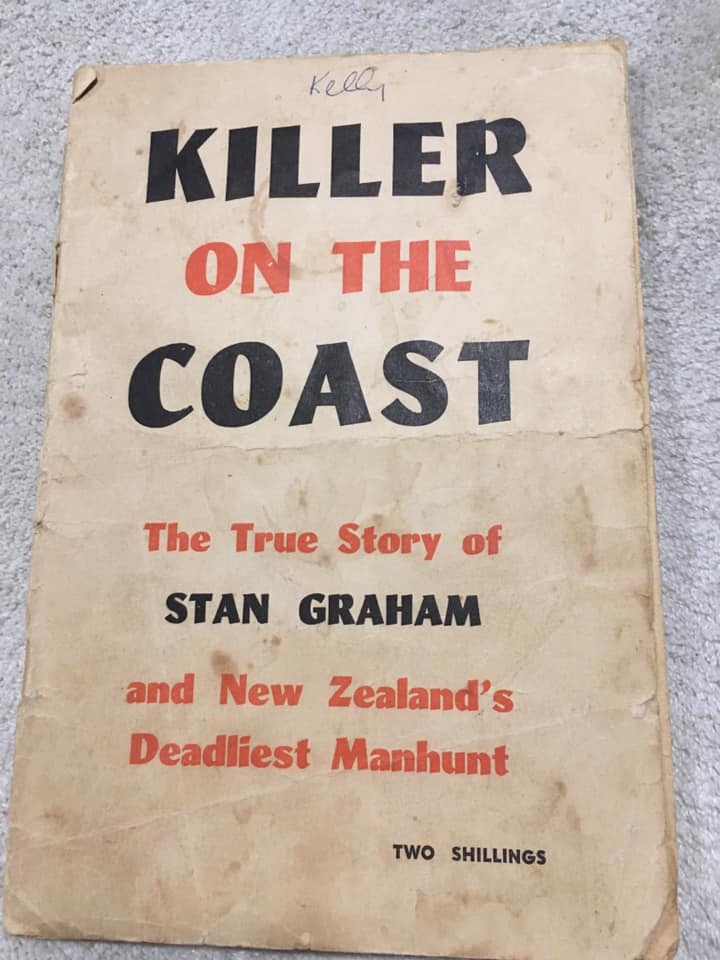 Kelly
KILLER
ON THE
COAST
The True Story of
STAN GRAHAM
and New Zealand's
Deadliest Manhunt
TWO SHILLINGS